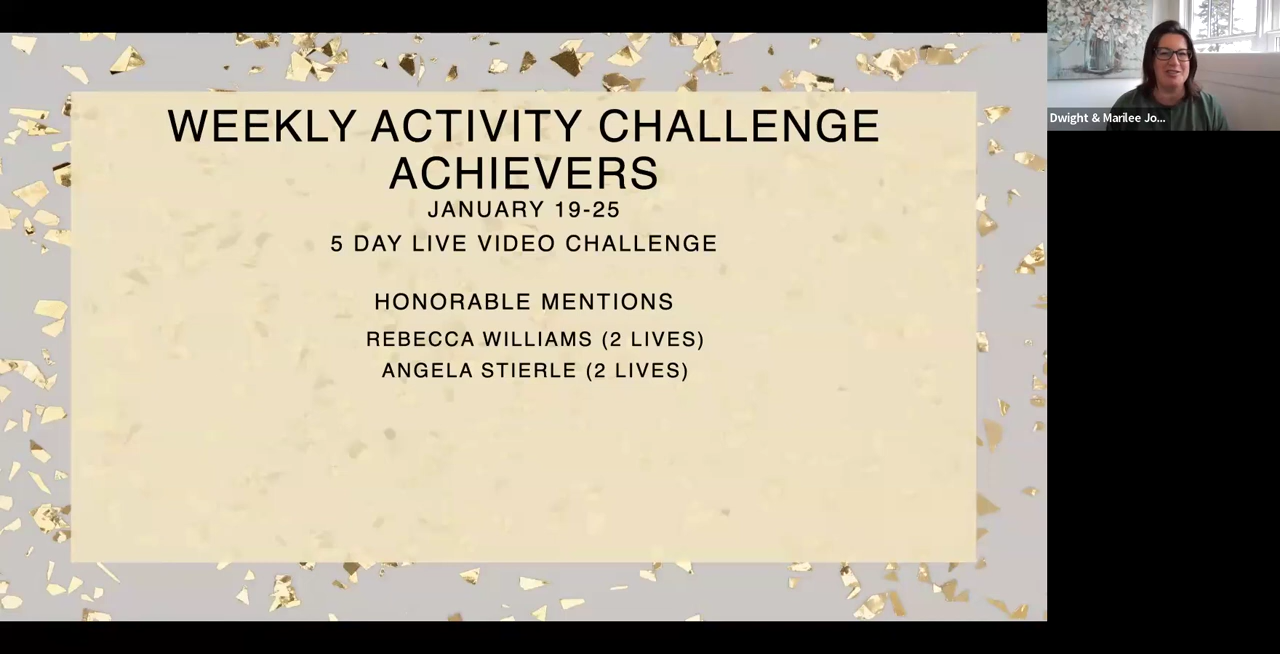 WEEKLY ACTIVITY CHALLENGE
ACHIEVERS
JANUARY 19-25
5 DAY LIVE VIDEO CHALLENGE
HONORABLE MENTIONS
REBECCA WILLIAMS (2 LIVES)
ANGELA STIERLE (2 LIVES)
Dwight & Marilee Jo...